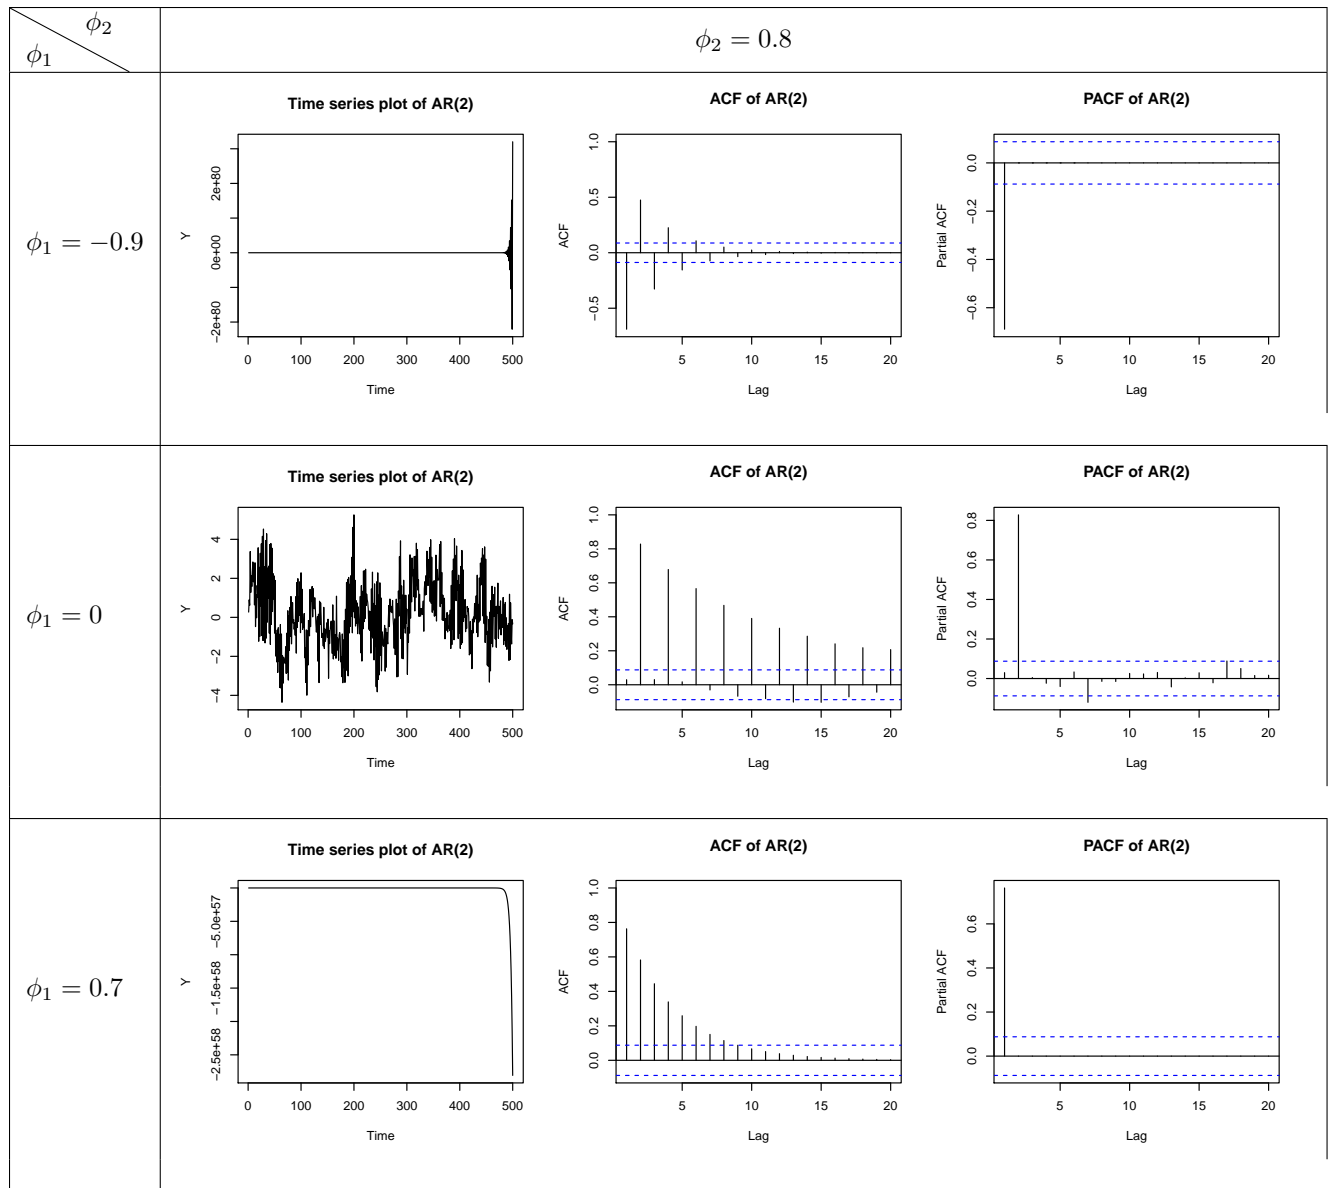 ϕ2
ϕ1
ϕ2 = 0.8
ϕ1 = −0.9
Time series plot of AR(2)
Y
−2e+80 0e+00 2e+80
0 100 200 300 400 500
Time
ACF of AR(2)
ACF
−0.5 0.0 0.5 1.0
5 10 15 20
Lag
PACF of AR(2)
Partial ACF
−0.6 −0.4 −0.2 0.0
5 10 15 20
Lag
ϕ1 = 0
Time series plot of AR(2)
Y
−4 −2 0 2 4
0 100 200 300 400 500
Time
ACF of AR(2)
ACF
0.0 0.2 0.4 0.6 0.8 1.0
5 10 15 20
Lag
PACF of AR(2)
Partial ACF
0.0 0.2 0.4 0.6 0.8
5 10 15 20
Lag
ϕ1 = 0.7
Time series plot of AR(2)
Y
−2.5e+58 −1.5e+58 −5.0e+57
0 100 200 300 400 500
Time
ACF of AR(2)
ACF
0.0 0.2 0.4 0.6 0.8 1.0
5 10 15 20
Lag
PACF of AR(2)
Partial ACF
0.0 0.2 0.4 0.6
5 10 15 20
Lag